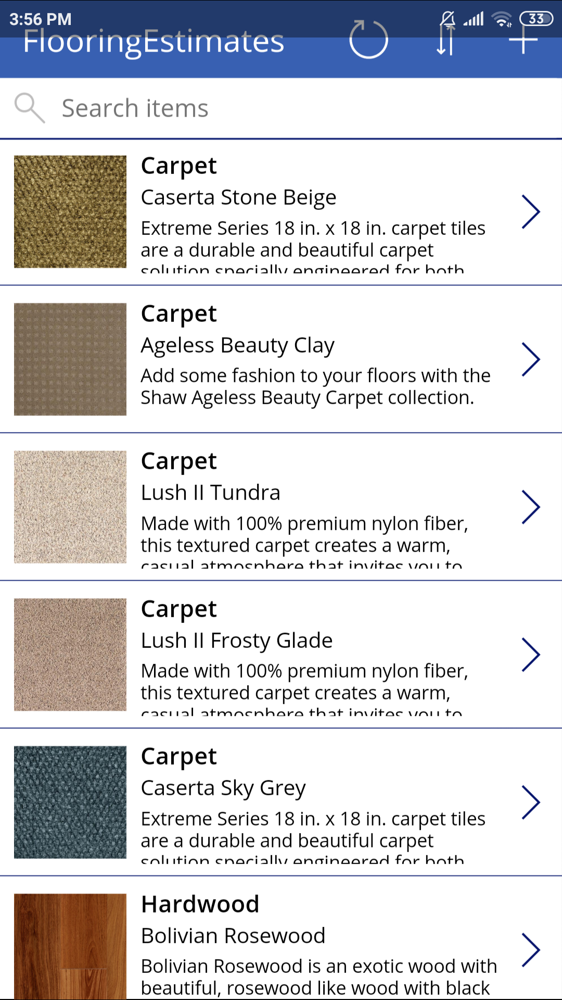 3:56 PM
33
FlooringEstimates
Search items
Carpet
Caserta Stone Beige
Extreme Series 18 in. x 18 in. carpet tiles
are a durable and beautiful carpet
solution specially engineered for both
Carpet
Ageless Beauty Clay
Add some fashion to your floors with the
Shaw Ageless Beauty Carpet collection.
Carpet
Lush II Tundra
Made with 100% premium nylon fiber,
this textured carpet creates a warm,
casual atmosphere that invites you to
Carpet
Lush II Frosty Glade
Made with 100% premium nylon fiber,
this textured carpet creates a warm,
casual atmosphere that invites you to
Carpet
Caserta Sky Grey
Extreme Series 18 in. x 18 in. carpet tiles
are a durable and beautiful carpet
solution specially engineered for both
Hardwood
Bolivian Rosewood
Bolivian Rosewood is an exotic wood with
beautiful, rosewood like wood with black